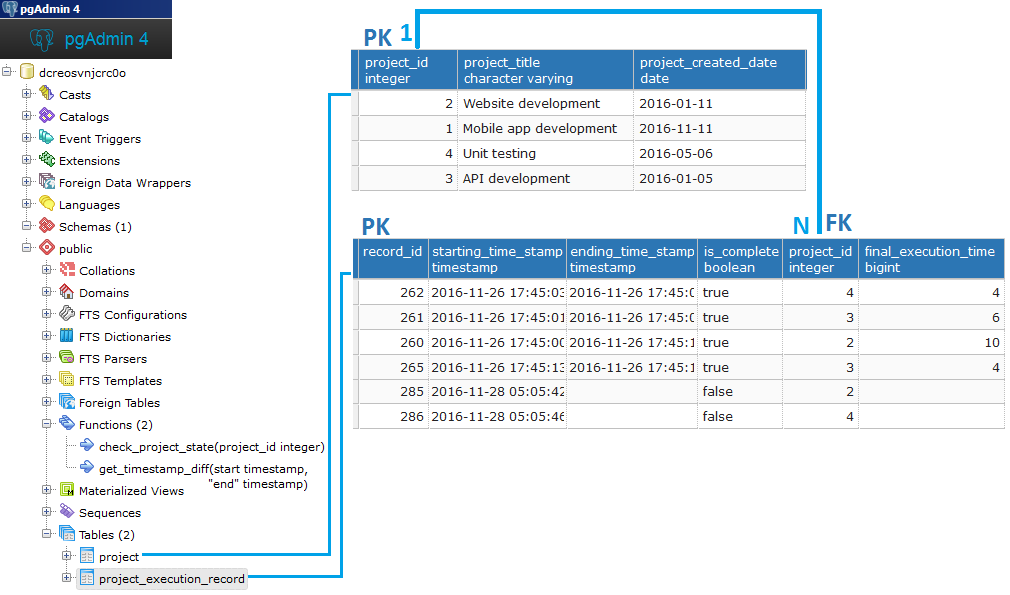 pgAdmin 4
pgAdmin 4
dcreosvnjcrc0o
Casts
Catalogs
Event Triggers
Extensions
Foreign Data Wrappers
Languages
Schemas (1)
public
Collations
Domains
FTS Configurations
FTS Dictionaries
FTS Parsers
FTS Templates
Foreign Tables
Functions (2)
check_project_state(project_id integer)
get_timestamp_diff(start timestamp,
"end" timestamp)
Materialized Views
Sequences
Tables (2)
project
project_execution_record
PK 1
project_id project_title project_created_date
integer character varying date
2 Website development 2016-01-11
1 Mobile app development 2016-11-11
4 Unit testing 2016-05-06
3 API development 2016-01-05
PK N FK
record_id starting_time_stamp ending_time_stamp is_complete project_id final_execution_time
timestamp timestamp boolean integer bigint
262 2016-11-26 17:45:03 2016-11-26 17:45:0 true 4 4
261 2016-11-26 17:45:01 2016-11-26 17:45:0 true 3 6
260 2016-11-26 17:45:00 2016-11-26 17:45:1 true 2 10
265 2016-11-26 17:45:13 2016-11-26 17:45:1 true 3 4
285 2016-11-28 05:05:42 false 2
286 2016-11-28 05:05:46 false 4